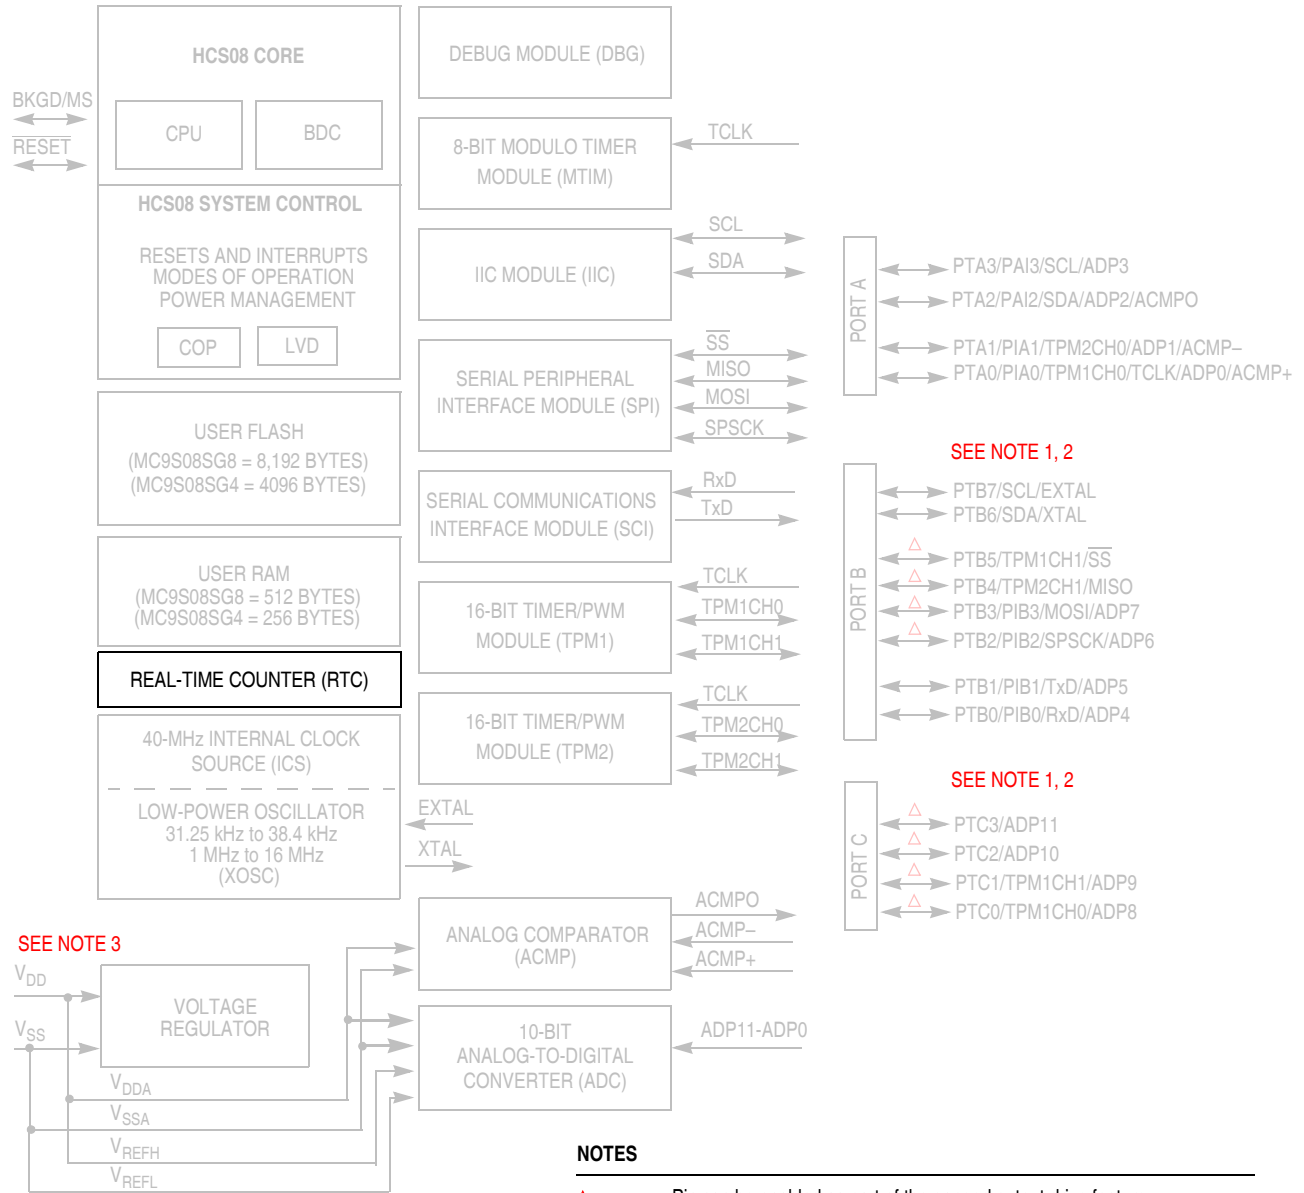 HCS08 CORE
CPU
BDC
BKGD/MS
RESET
HCS08 SYSTEM CONTROL
RESETS AND INTERRUPTS
MODES OF OPERATION
POWER MANAGEMENT
COP
LVD
USER FLASH
(MC9S08SG8 = 8,192 BYTES)
(MC9S08SG4 = 4096 BYTES)
USER RAM
(MC9S08SG8 = 512 BYTES)
(MC9S08SG4 = 256 BYTES)
REAL-TIME COUNTER (RTC)
40-MHz INTERNAL CLOCK
SOURCE (ICS)
LOW-POWER OSCILLATOR
31.25 kHz to 38.4 kHz
1 MHz to 16 MHz
(XOSC)
EXTAL
XTAL
SEE NOTE 3
VDD
VSS
VOLTAGE
REGULATOR
VDDA
VSSA
VREFH
VREFL
DEBUG MODULE (DBG)
8-BIT MODULO TIMER
MODULE (MTIM)
TCLK
IIC MODULE (IIC)
SCL
SDA
SERIAL PERIPHERAL
INTERFACE MODULE (SPI)
SS
MISO
MOSI
SPSCK
SERIAL COMMUNICATIONS
INTERFACE MODULE (SCI)
RxD
TxD
16-BIT TIMER/PWM
MODULE (TPM1)
TCLK
TPM1CH0
TPM1CH1
16-BIT TIMER/PWM
MODULE (TPM2)
TCLK
TPM2CH0
TPM2CH1
ANALOG COMPARATOR
(ACMP)
ACMPO
ACMP–
ACMP+
10-BIT
ANALOG-TO-DIGITAL
CONVERTER (ADC)
ADP11-ADP0
PORT A
PTA3/PAI3/SCL/ADP3
PTA2/PAI2/SDA/ADP2/ACMPO
PTA1/PIA1/TPM2CH0/ADP1/ACMP–
PTA0/PIA0/TPM1CH0/TCLK/ADP0/ACMP+
SEE NOTE 1, 2
PORT B
PTB7/SCL/EXTAL
PTB6/SDA/XTAL
△ PTB5/TPM1CH1/SS
△ PTB4/TPM2CH1/MISO
△ PTB3/PIB3/MOSI/ADP7
△ PTB2/PIB2/SPSCK/ADP6
PTB1/PIB1/TxD/ADP5
PTB0/PIB0/RxD/ADP4
SEE NOTE 1, 2
PORT C
△ PTC3/ADP11
△ PTC2/ADP10
△ PTC1/TPM1CH1/ADP9
△ PTC0/TPM1CH0/ADP8
NOTES